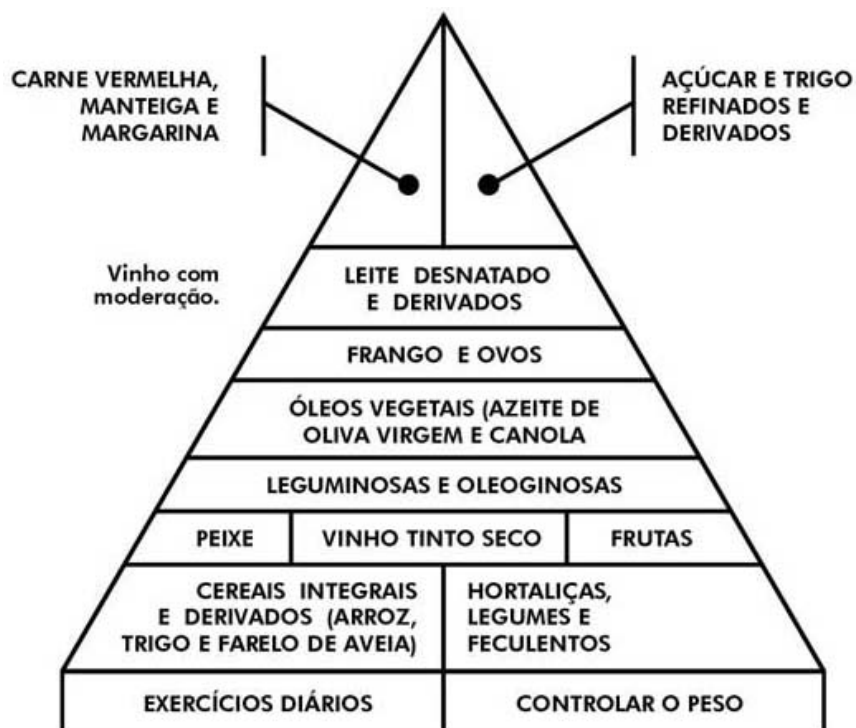 CARNE VERMELHA,
MANTEIGA E
MARGARINA
AÇÚCAR E TRIGO
REFINADOS E
DERIVADOS
Vinho com
moderação.
LEITE DESNATADO
E DERIVADOS
FRANGO E OVOS
ÓLEOS VEGETAIS (AZEITE DE
OLIVA VIRGEM E CANOLA
LEGUMINOSAS E OLEOGINOSAS
PEIXE
VINHO TINTO SECO
FRUTAS
CEREAIS INTEGRAIS
E DERIVADOS (ARROZ,
TRIGO E FARELO DE AVEIA)
HORTALIÇAS,
LEGUMES E
FECULENTOS
EXERCÍCIOS DIÁRIOS
CONTROLAR O PESO